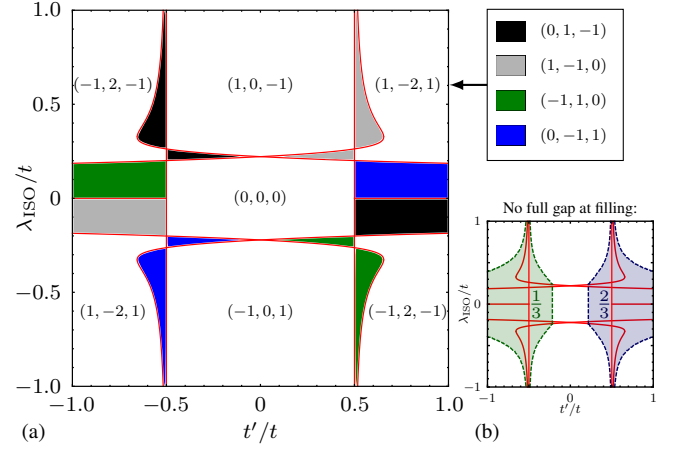 1.0
0.5
0
−0.5
−1.0
λISO/t
(−1, 2, −1)
(1, 0, −1)
(1, −2, 1)
(0, 0, 0)
(1, −2, 1)
(−1, 0, 1)
(−1, 2, −1)
−1.0
−0.5
0
0.5
1.0
t′/t
(a)
(0, 1, −1)
(1, −1, 0)
(−1, 1, 0)
(0, −1, 1)
No full gap at filling:
1
0
−1
λISO/t
1/3
2/3
−1
0
1
t′/t
(b)